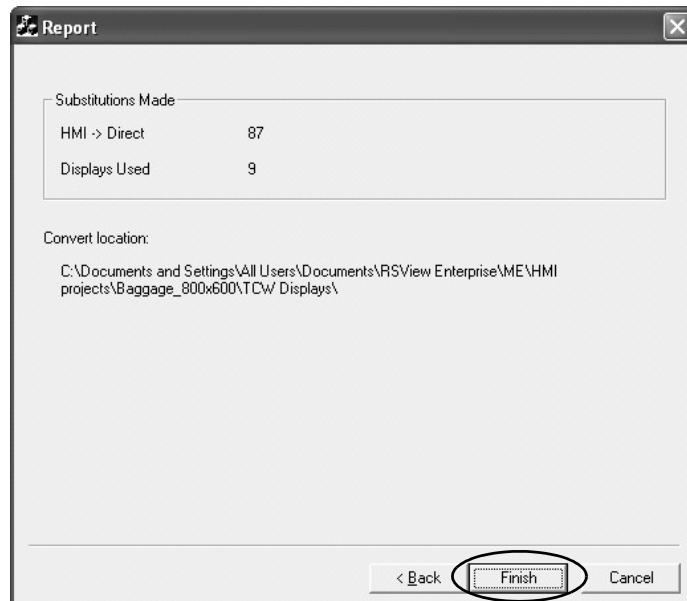 Report
Substitutions Made
HMI -> Direct 87
Displays Used 9
Convert location:
C:\Documents and Settings\All Users\Documents\RSView Enterprise\ME\HMI
projects\Baggage_800x600\TCW Displays\
< Back Finish Cancel